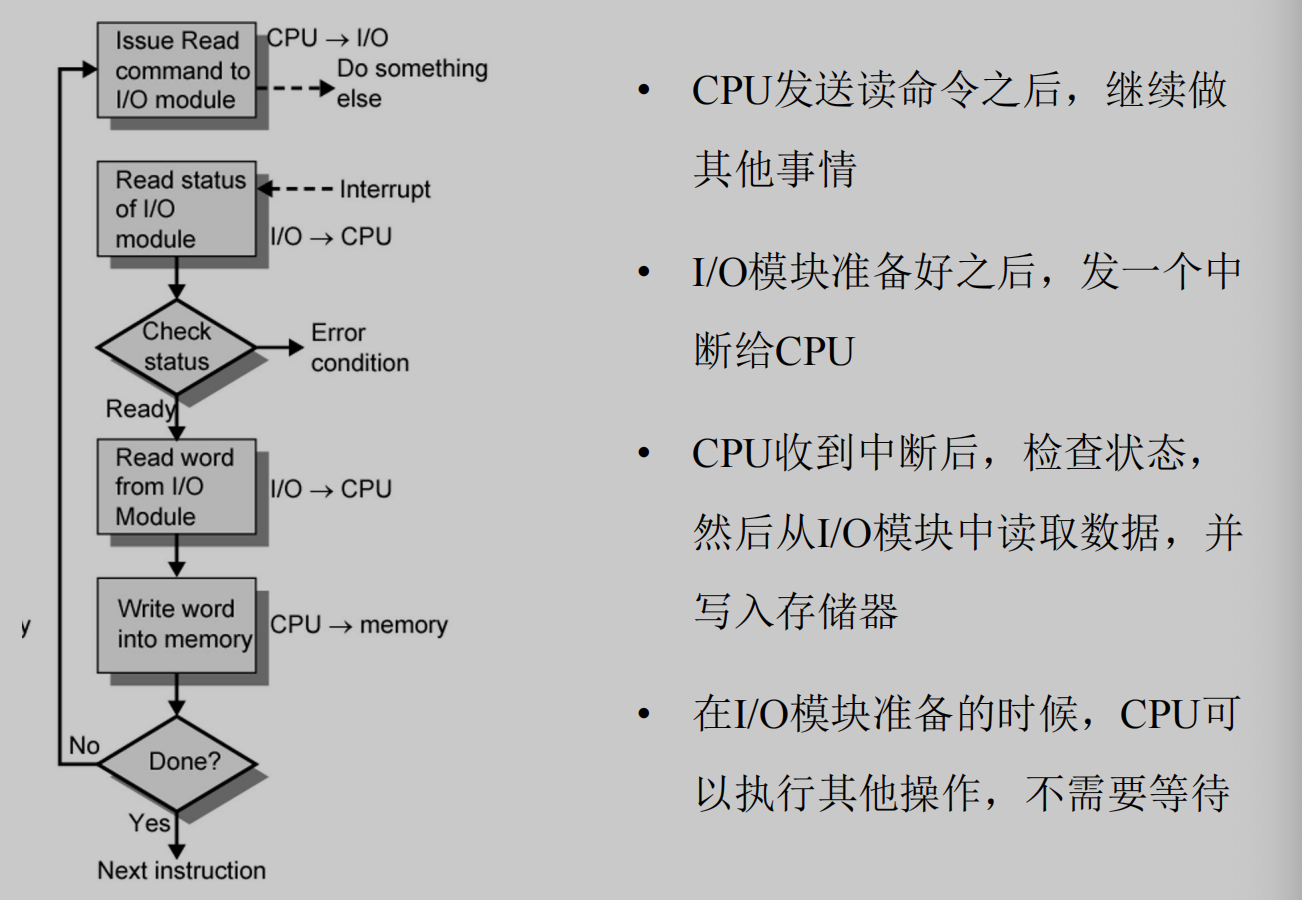 Issue Read
command to
I/O module
CPU → I/O
Do something
else
Read status
of I/O
module
Interrupt
I/O → CPU
Check
status
Error
condition
Ready
Read word
from I/O
Module
I/O → CPU
Write word
into memory
CPU → memory
y
No
Done?
Yes
Next instruction
• CPU发送读命令之后，继续做
其他事情
• I/O模块准备好之后，发一个中
断给CPU
• CPU收到中断后，检查状态，
然后从I/O模块中读取数据，并
写入存储器
• 在I/O模块准备的时候，CPU可
以执行其他操作，不需要等待